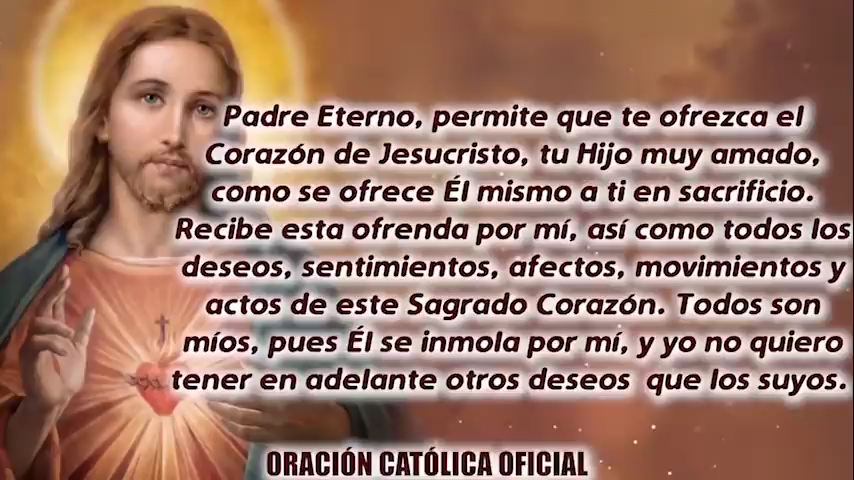 Padre Eterno, permite que te ofrezca el
Corazón de Jesucristo, tu Hijo muy amado,
como se ofrece Él mismo a ti en sacrificio.
Recibe esta ofrenda por mí, así como todos los
deseos, sentimientos, afectos, movimientos y
actos de este Sagrado Corazón. Todos son
míos, pues Él se inmola por mí, y yo no quiero
tener en adelante otros deseos que los suyos.
ORACIÓN CATÓLICA OFICIAL